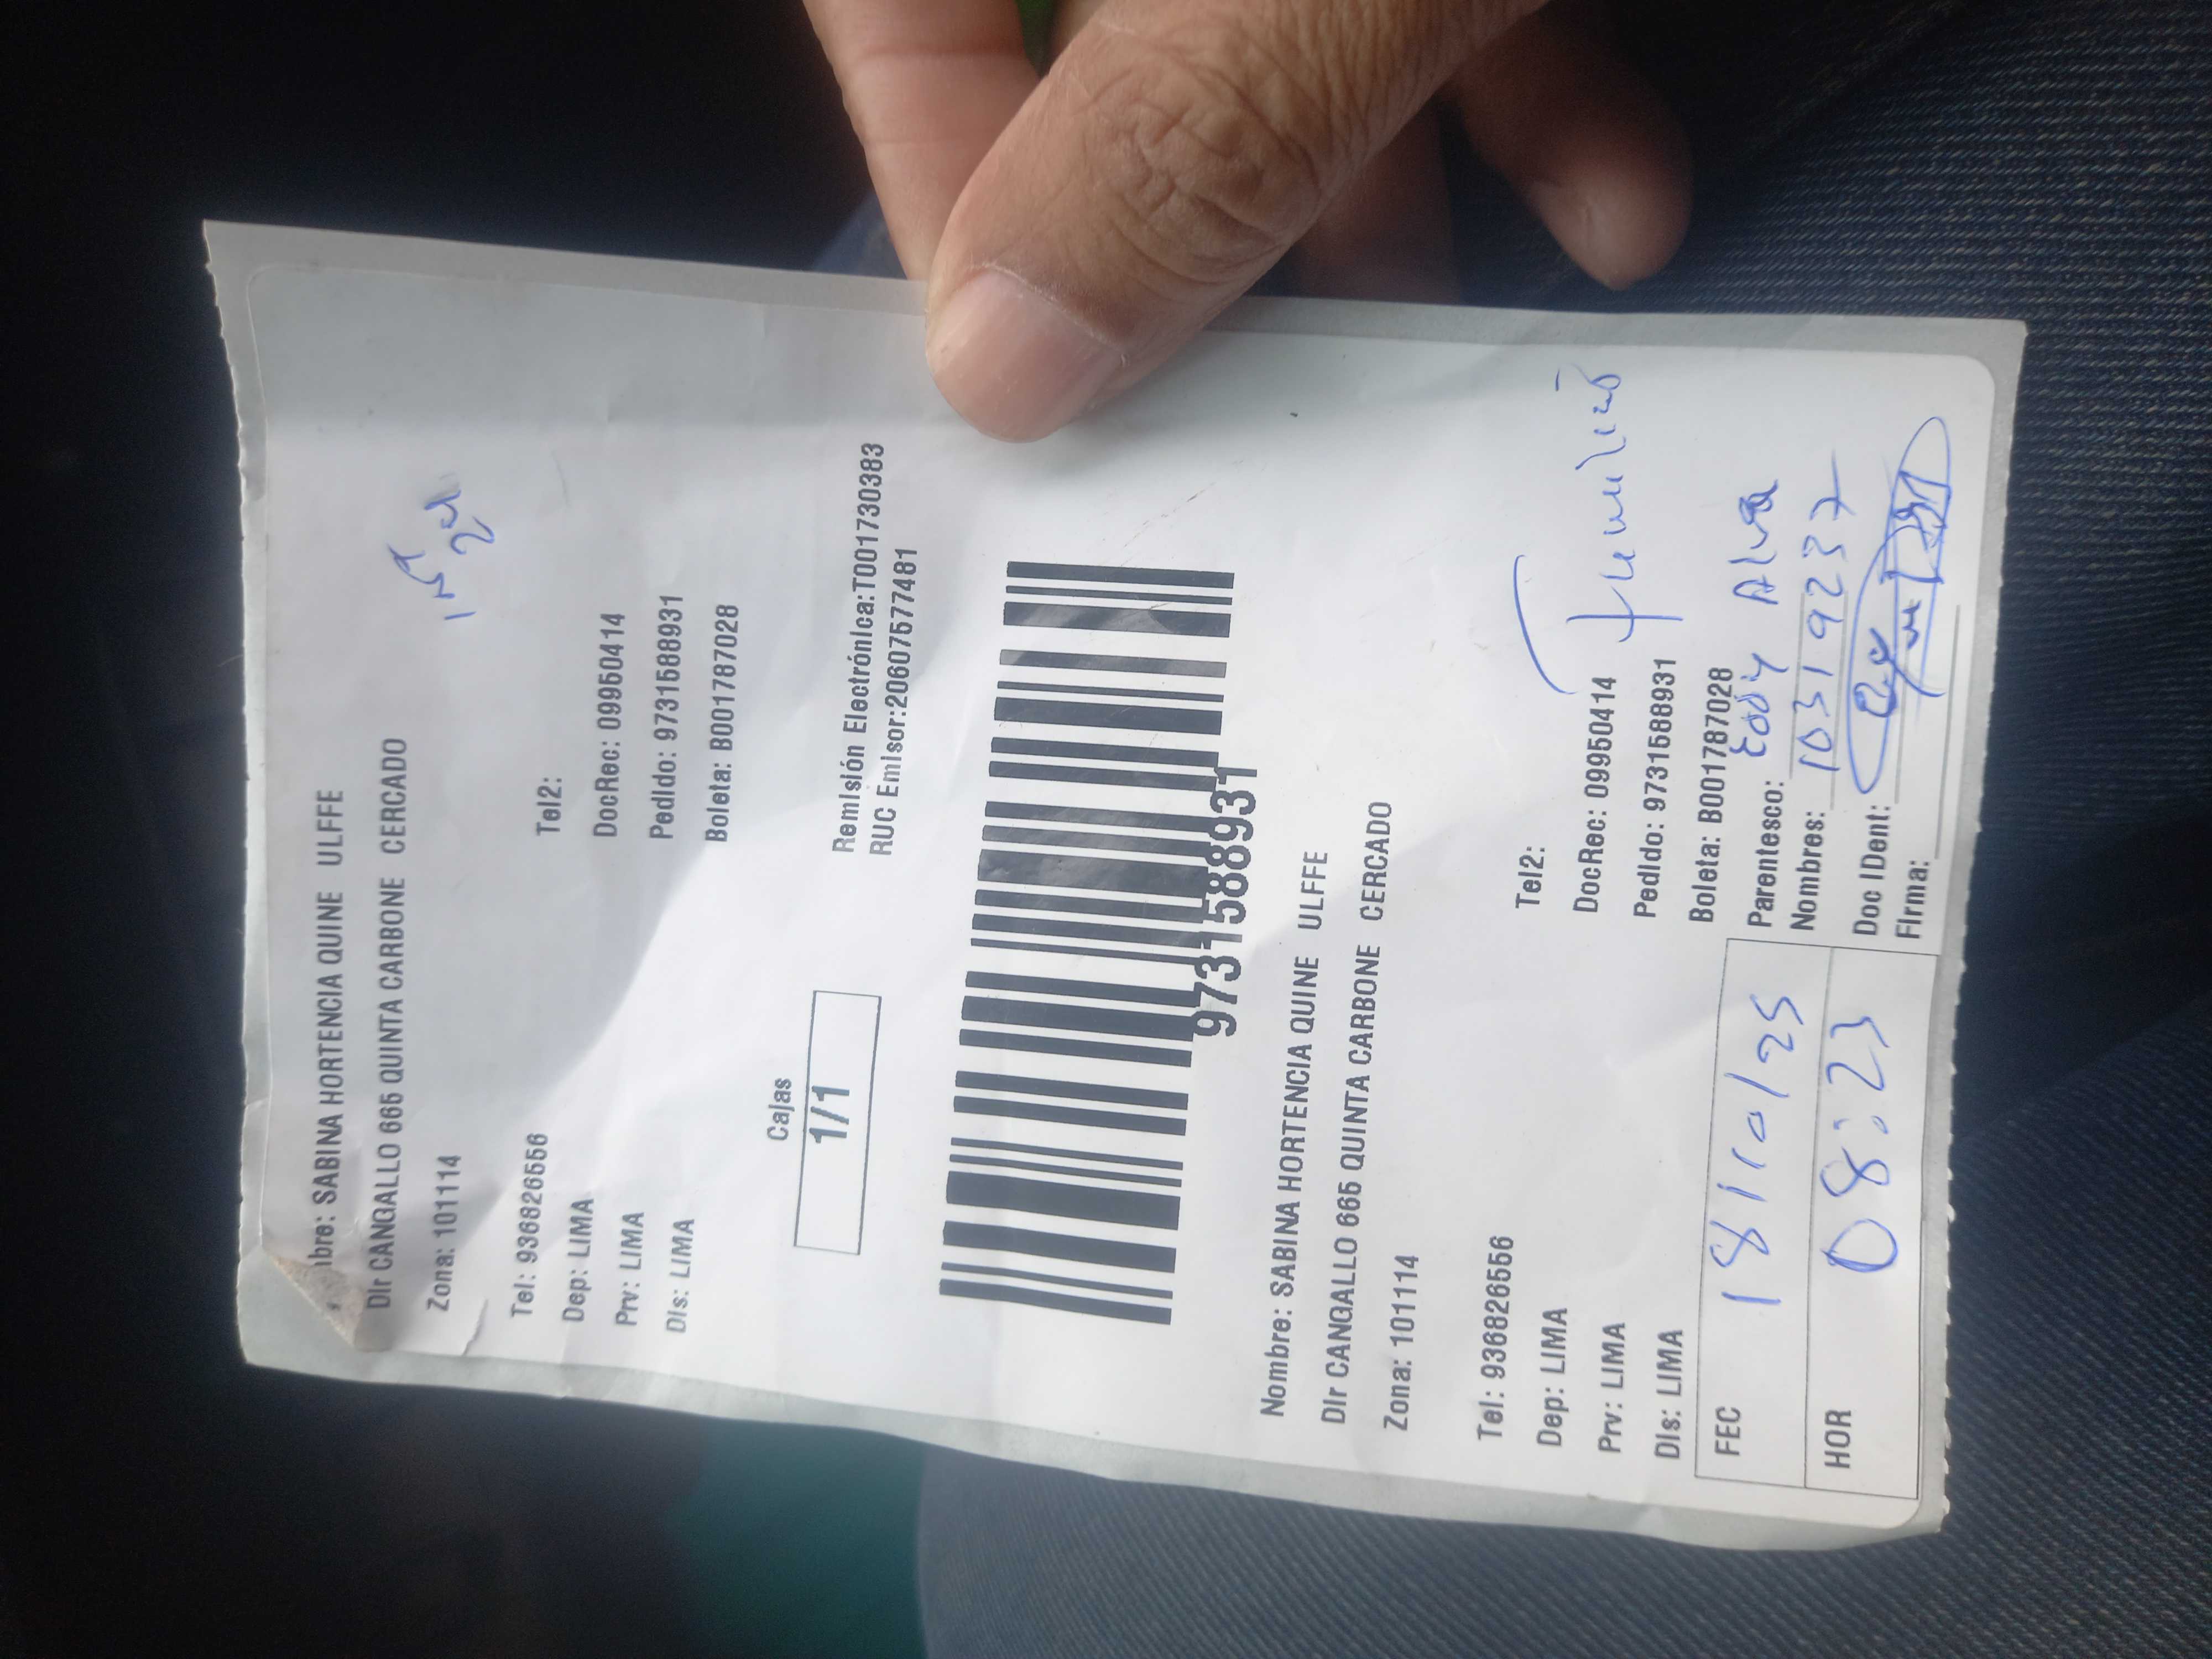 ibre: SABINA HORTENCIA QUINE ULFFE
Dir CANGALLO 665 QUINTA CARBONE CERCADO
Zona: 101114
Tel: 936826556
Tel2:
Dep: LIMA
DocRec: 09950414
Prv: LIMA
Pedido: 9731588931
Dis: LIMA
Boleta: B001787028
Cajas
1/1
Remisión Electrónica:T001730383
RUC Emisor:20607577481
9731588931
Nombre: SABINA HORTENCIA QUINE ULFFE
Dir CANGALLO 665 QUINTA CARBONE CERCADO
Zona: 101114
Tel: 936826556
Tel2:
Dep: LIMA
DocRec: 09950414
Prv: LIMA
Pedido: 9731588931
Dis: LIMA
Boleta: B001787028
FEC 18/10/25
Parentesco: Eddy Alva
Nombres: 10319237
HOR 08:23
Doc IDent:
Firma: